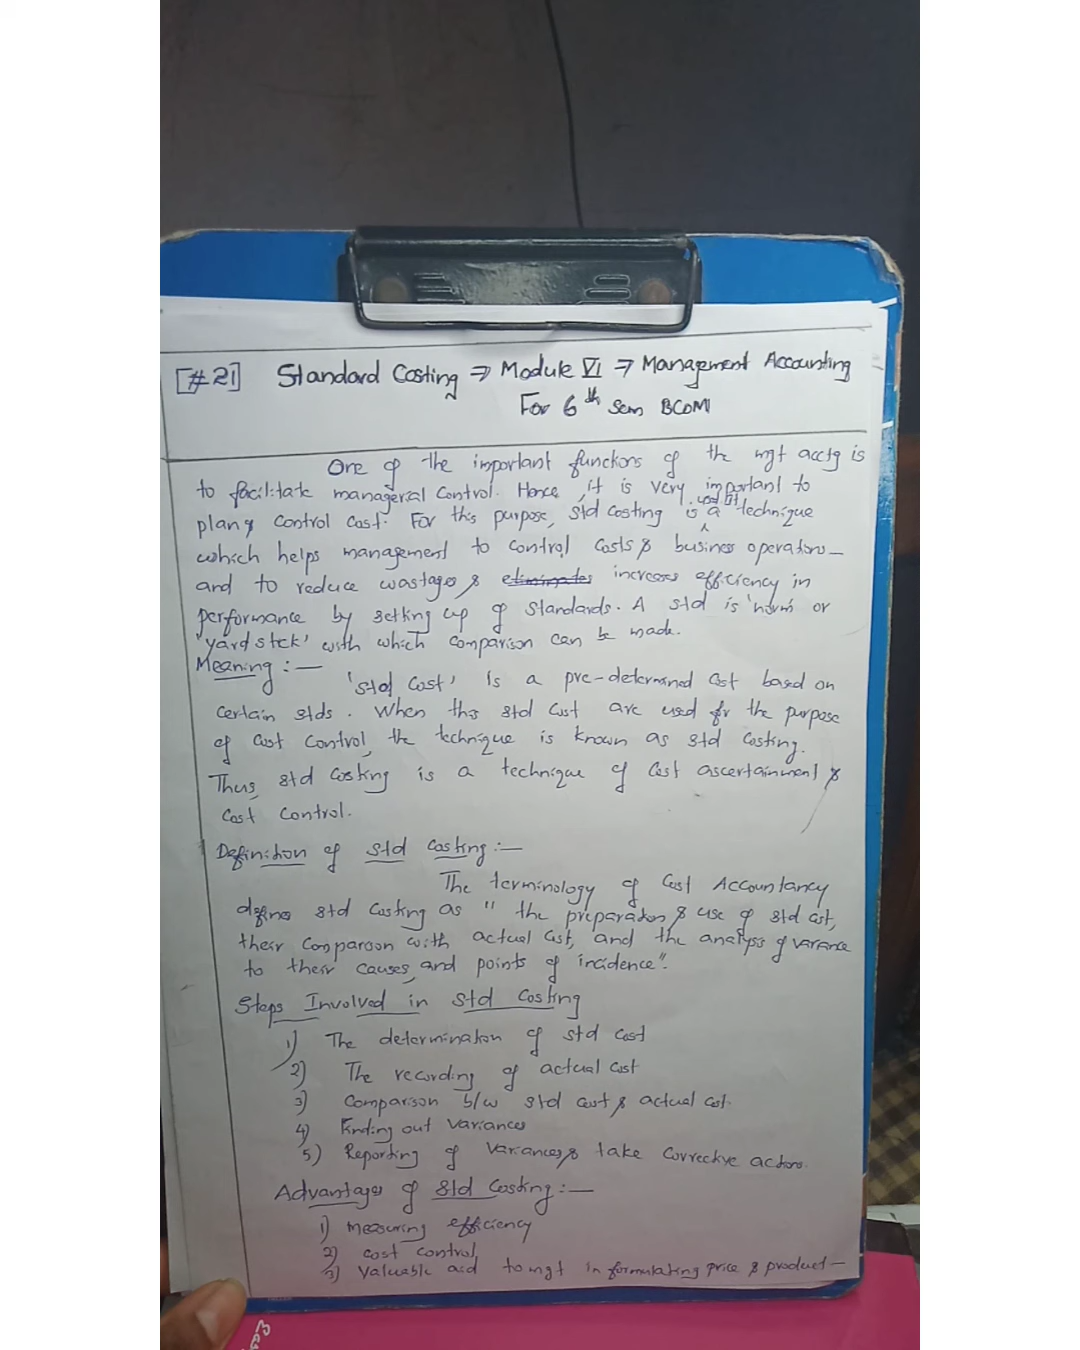 [#21] Standard Costing ⇒ Module VI ⇒ Management Accounting
For 6th Sem BCOM
One of the important functions of the mgt acctg is
to facilitate managerial control. Hence, it is very important to
plan & control cost. For this purpose, std costing is a technique
which helps management to control costs & business operations
and to reduce wastages & eliminates increases efficiency in
performance by setting up of standards. A std is 'norm' or
'yard stick' with which comparison can be made.
Meaning :—
'Std Cost' is a pre-determined cost based on
certain stds. When the std cost are used for the purpose
of cost control, the technique is known as std costing.
Thus, std costing is a technique of cost ascertainment &
cost control.
Definition of std costing :—
The terminology of Cost Accountancy
defines std costing as " the preparation & use of std cost,
their comparison with actual cost, and the analysis of variance
to their causes, and points of incidence".
Steps Involved in std costing
1) The determination of std cost
2) The recording of actual cost
3) Comparison b/w std cost & actual cost.
4) Finding out variances
5) Reporting of variances & take corrective actions.
Advantages of std costing :—
1) measuring efficiency
2) cost control
3) Valuable aid to mgt in formulating price & product —